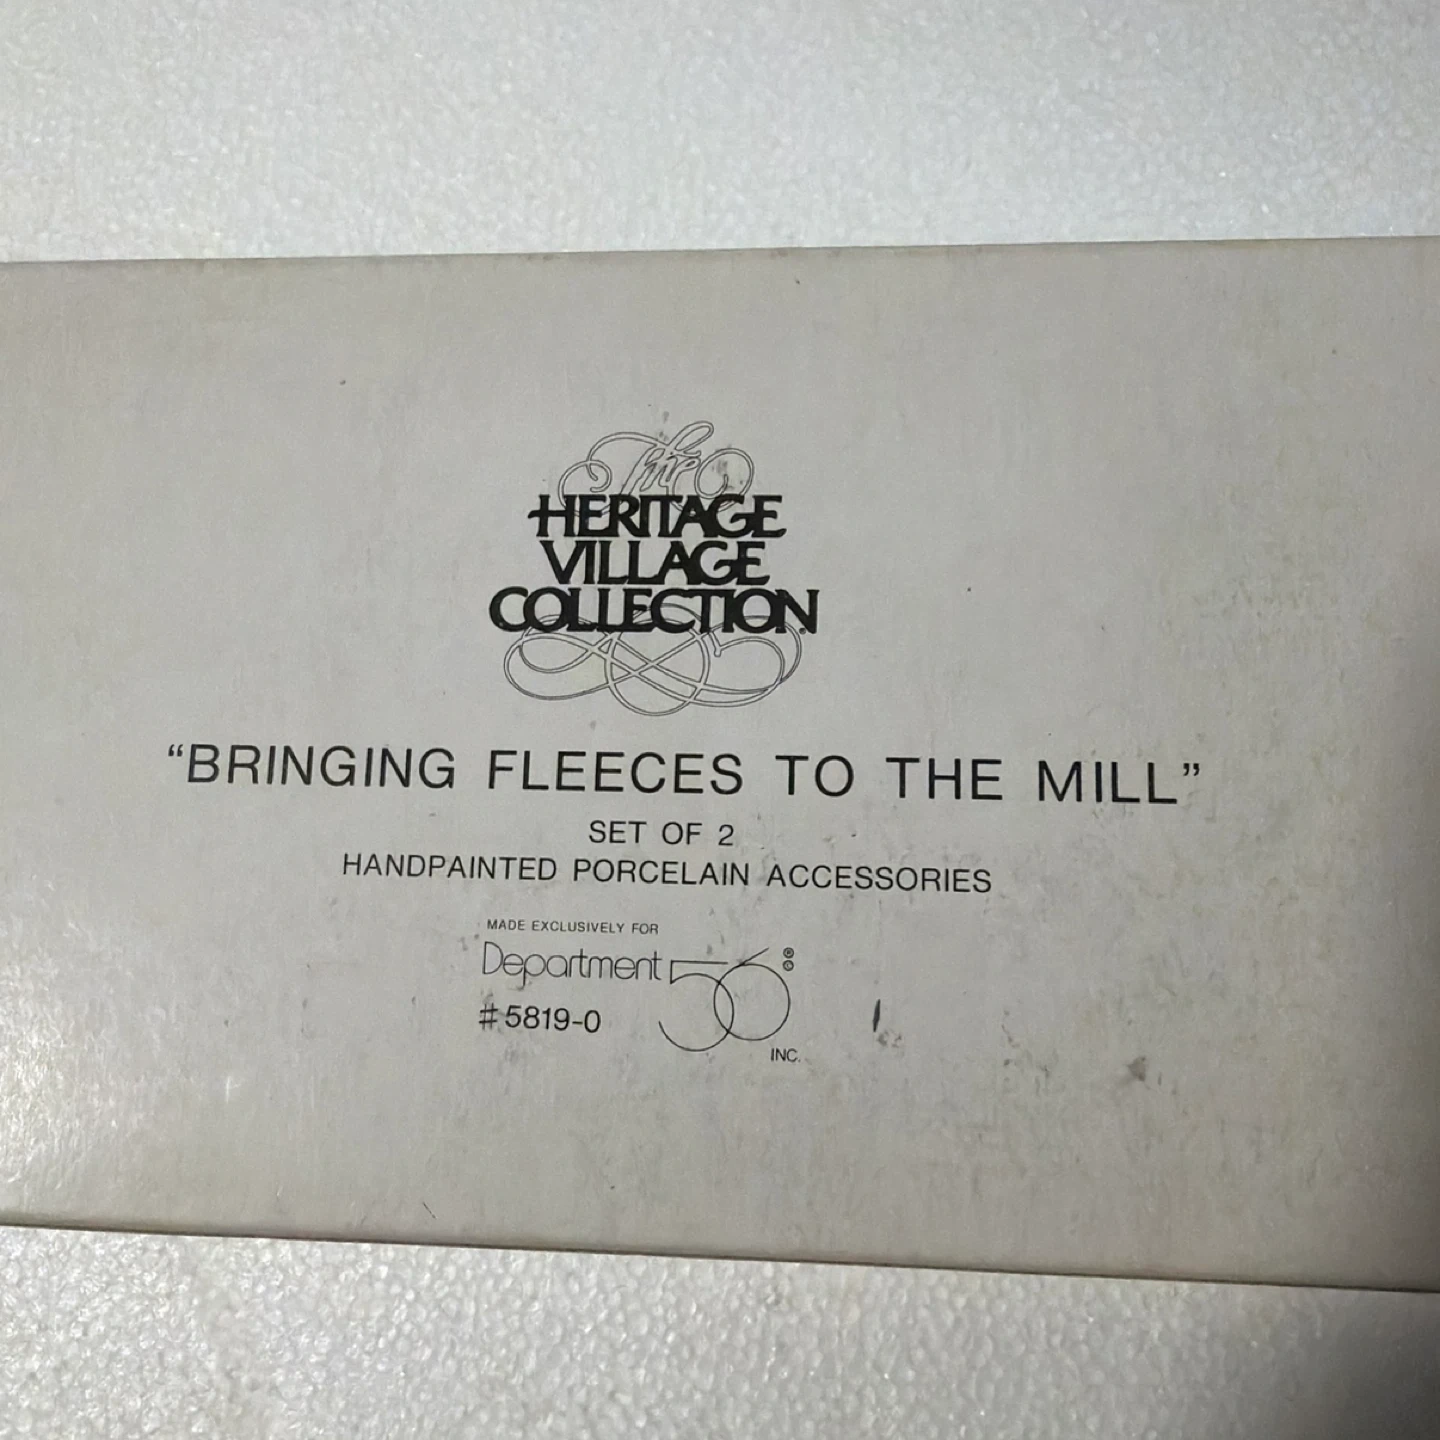 The
HERITAGE
VILLAGE
COLLECTION®
“BRINGING FLEECES TO THE MILL”
SET OF 2
HANDPAINTED PORCELAIN ACCESSORIES
MADE EXCLUSIVELY FOR
Department 56 ® ©
#5819-0
INC.